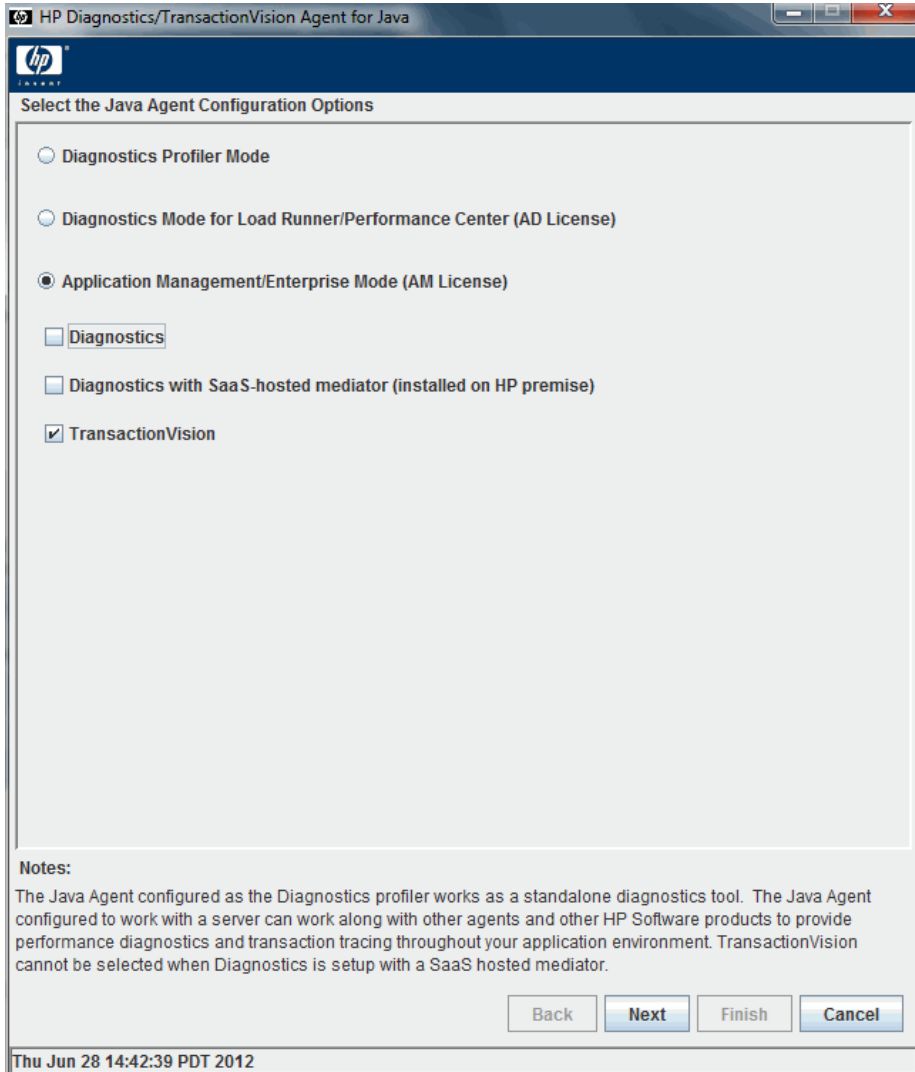 HP Diagnostics/TransactionVision Agent for Java
hp
invent
Select the Java Agent Configuration Options
Diagnostics Profiler Mode
Diagnostics Mode for Load Runner/Performance Center (AD License)
Application Management/Enterprise Mode (AM License)
Diagnostics
Diagnostics with SaaS-hosted mediator (installed on HP premise)
TransactionVision
Notes:
The Java Agent configured as the Diagnostics profiler works as a standalone diagnostics tool. The Java Agent
configured to work with a server can work along with other agents and other HP Software products to provide
performance diagnostics and transaction tracing throughout your application environment. TransactionVision
cannot be selected when Diagnostics is setup with a SaaS hosted mediator.
Back Next Finish Cancel
Thu Jun 28 14:42:39 PDT 2012